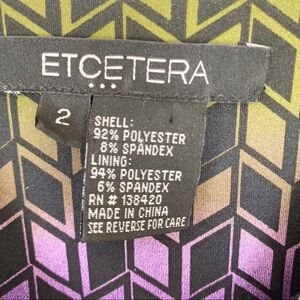 ETCETERA
2
SHELL:
92% POLYESTER
8% SPANDEX
LINING:
94% POLYESTER
6% SPANDEX
RN # 138420
MADE IN CHINA
SEE REVERSE FOR CARE